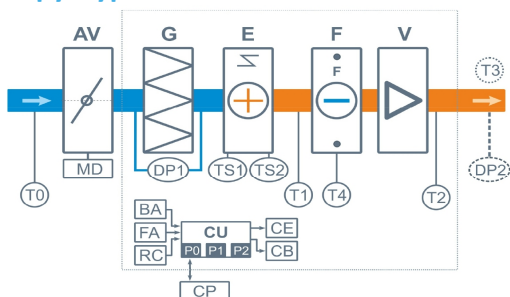 AV G E F V
F
T3
MD DP1 TS1 TS2 DP2
T0 T1 T4 T2
BA
FA
RC
CU
P0 P1 P2
CE
CB
CP